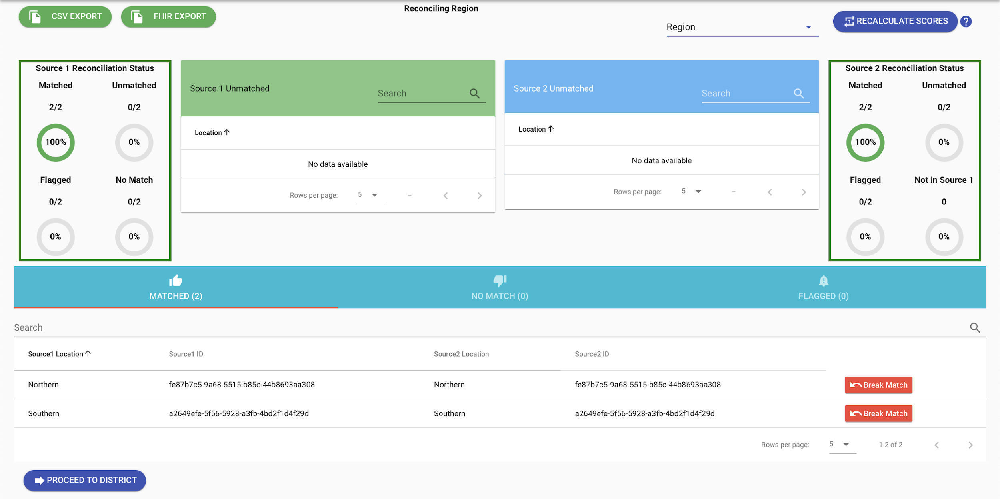 CSV EXPORT
FHIR EXPORT
Reconciling Region
Region
RECALCULATE SCORES
?
Source 1 Reconciliation Status
Matched
Unmatched
2/2
0/2
100%
0%
Flagged
No Match
0/2
0/2
0%
0%
Source 1 Unmatched
Search
Location
No data available
Rows per page:
5
–
Source 2 Unmatched
Search
Location
No data available
Rows per page:
5
–
Source 2 Reconciliation Status
Matched
Unmatched
2/2
0/2
100%
0%
Flagged
Not in Source 1
0/2
0
0%
0%
MATCHED (2)
NO MATCH (0)
FLAGGED (0)
Search
Source1 Location
Source1 ID
Source2 Location
Source2 ID
Northern
fe87b7c5-9a68-5515-b85c-44b8693aa308
Northern
fe87b7c5-9a68-5515-b85c-44b8693aa308
Break Match
Southern
a2649efe-5f56-5928-a3fb-4bd2f1d4f29d
Southern
a2649efe-5f56-5928-a3fb-4bd2f1d4f29d
Break Match
Rows per page:
5
1-2 of 2
PROCEED TO DISTRICT